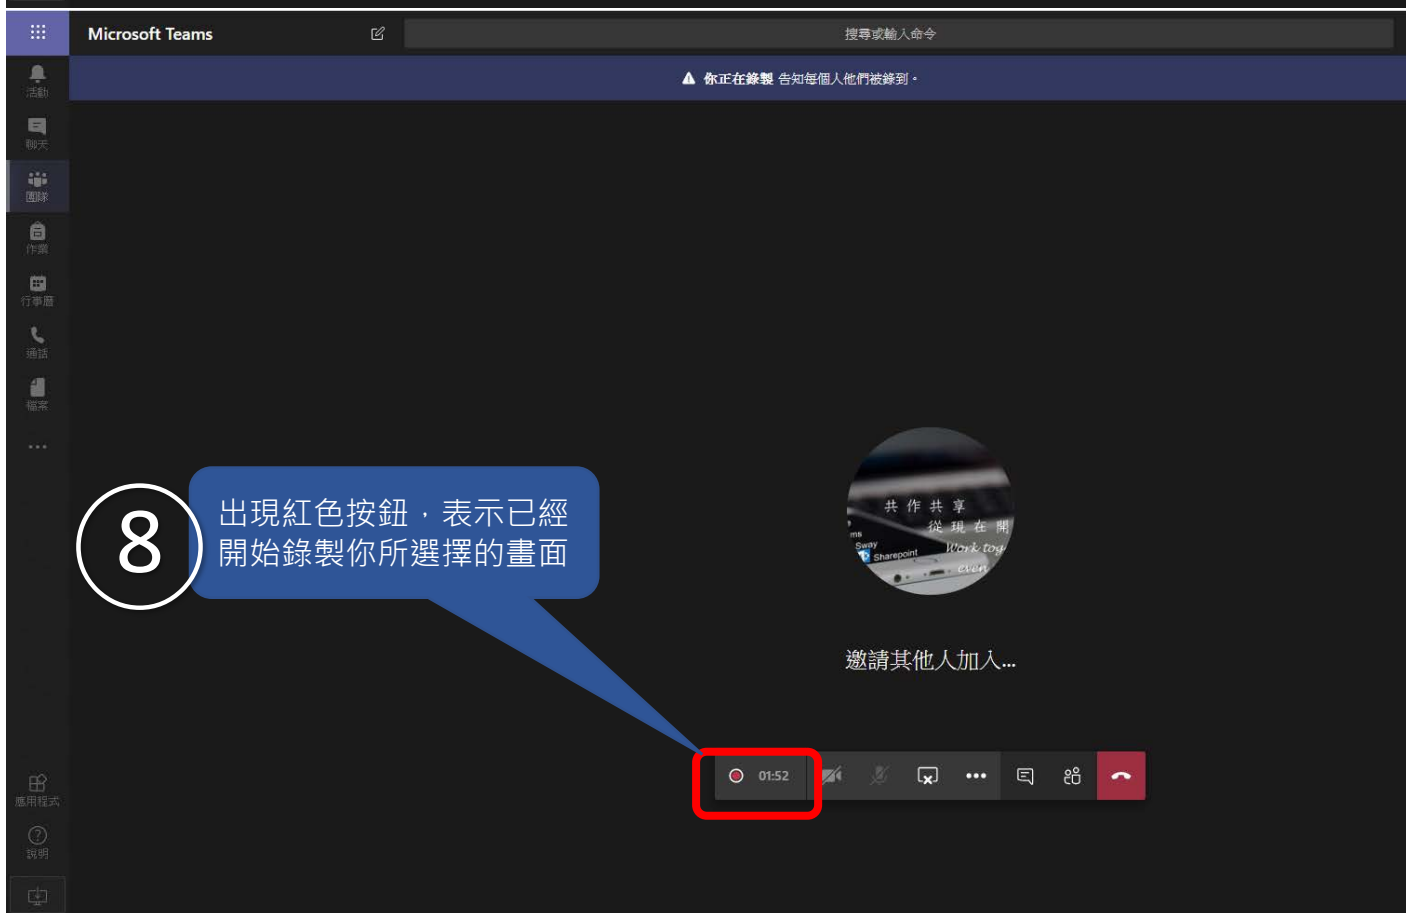 Microsoft Teams
搜尋或輸入命令
你正在錄製 告知每個人他們被錄到。
活動
聊天
團隊
作業
行事曆
通話
檔案
8
出現紅色按鈕，表示已經
開始錄製你所選擇的畫面
共作共享
從現在開
ms
Sway
Sharepoint
Work tog
even
邀請其他人加入...
01:52
應用程式
說明